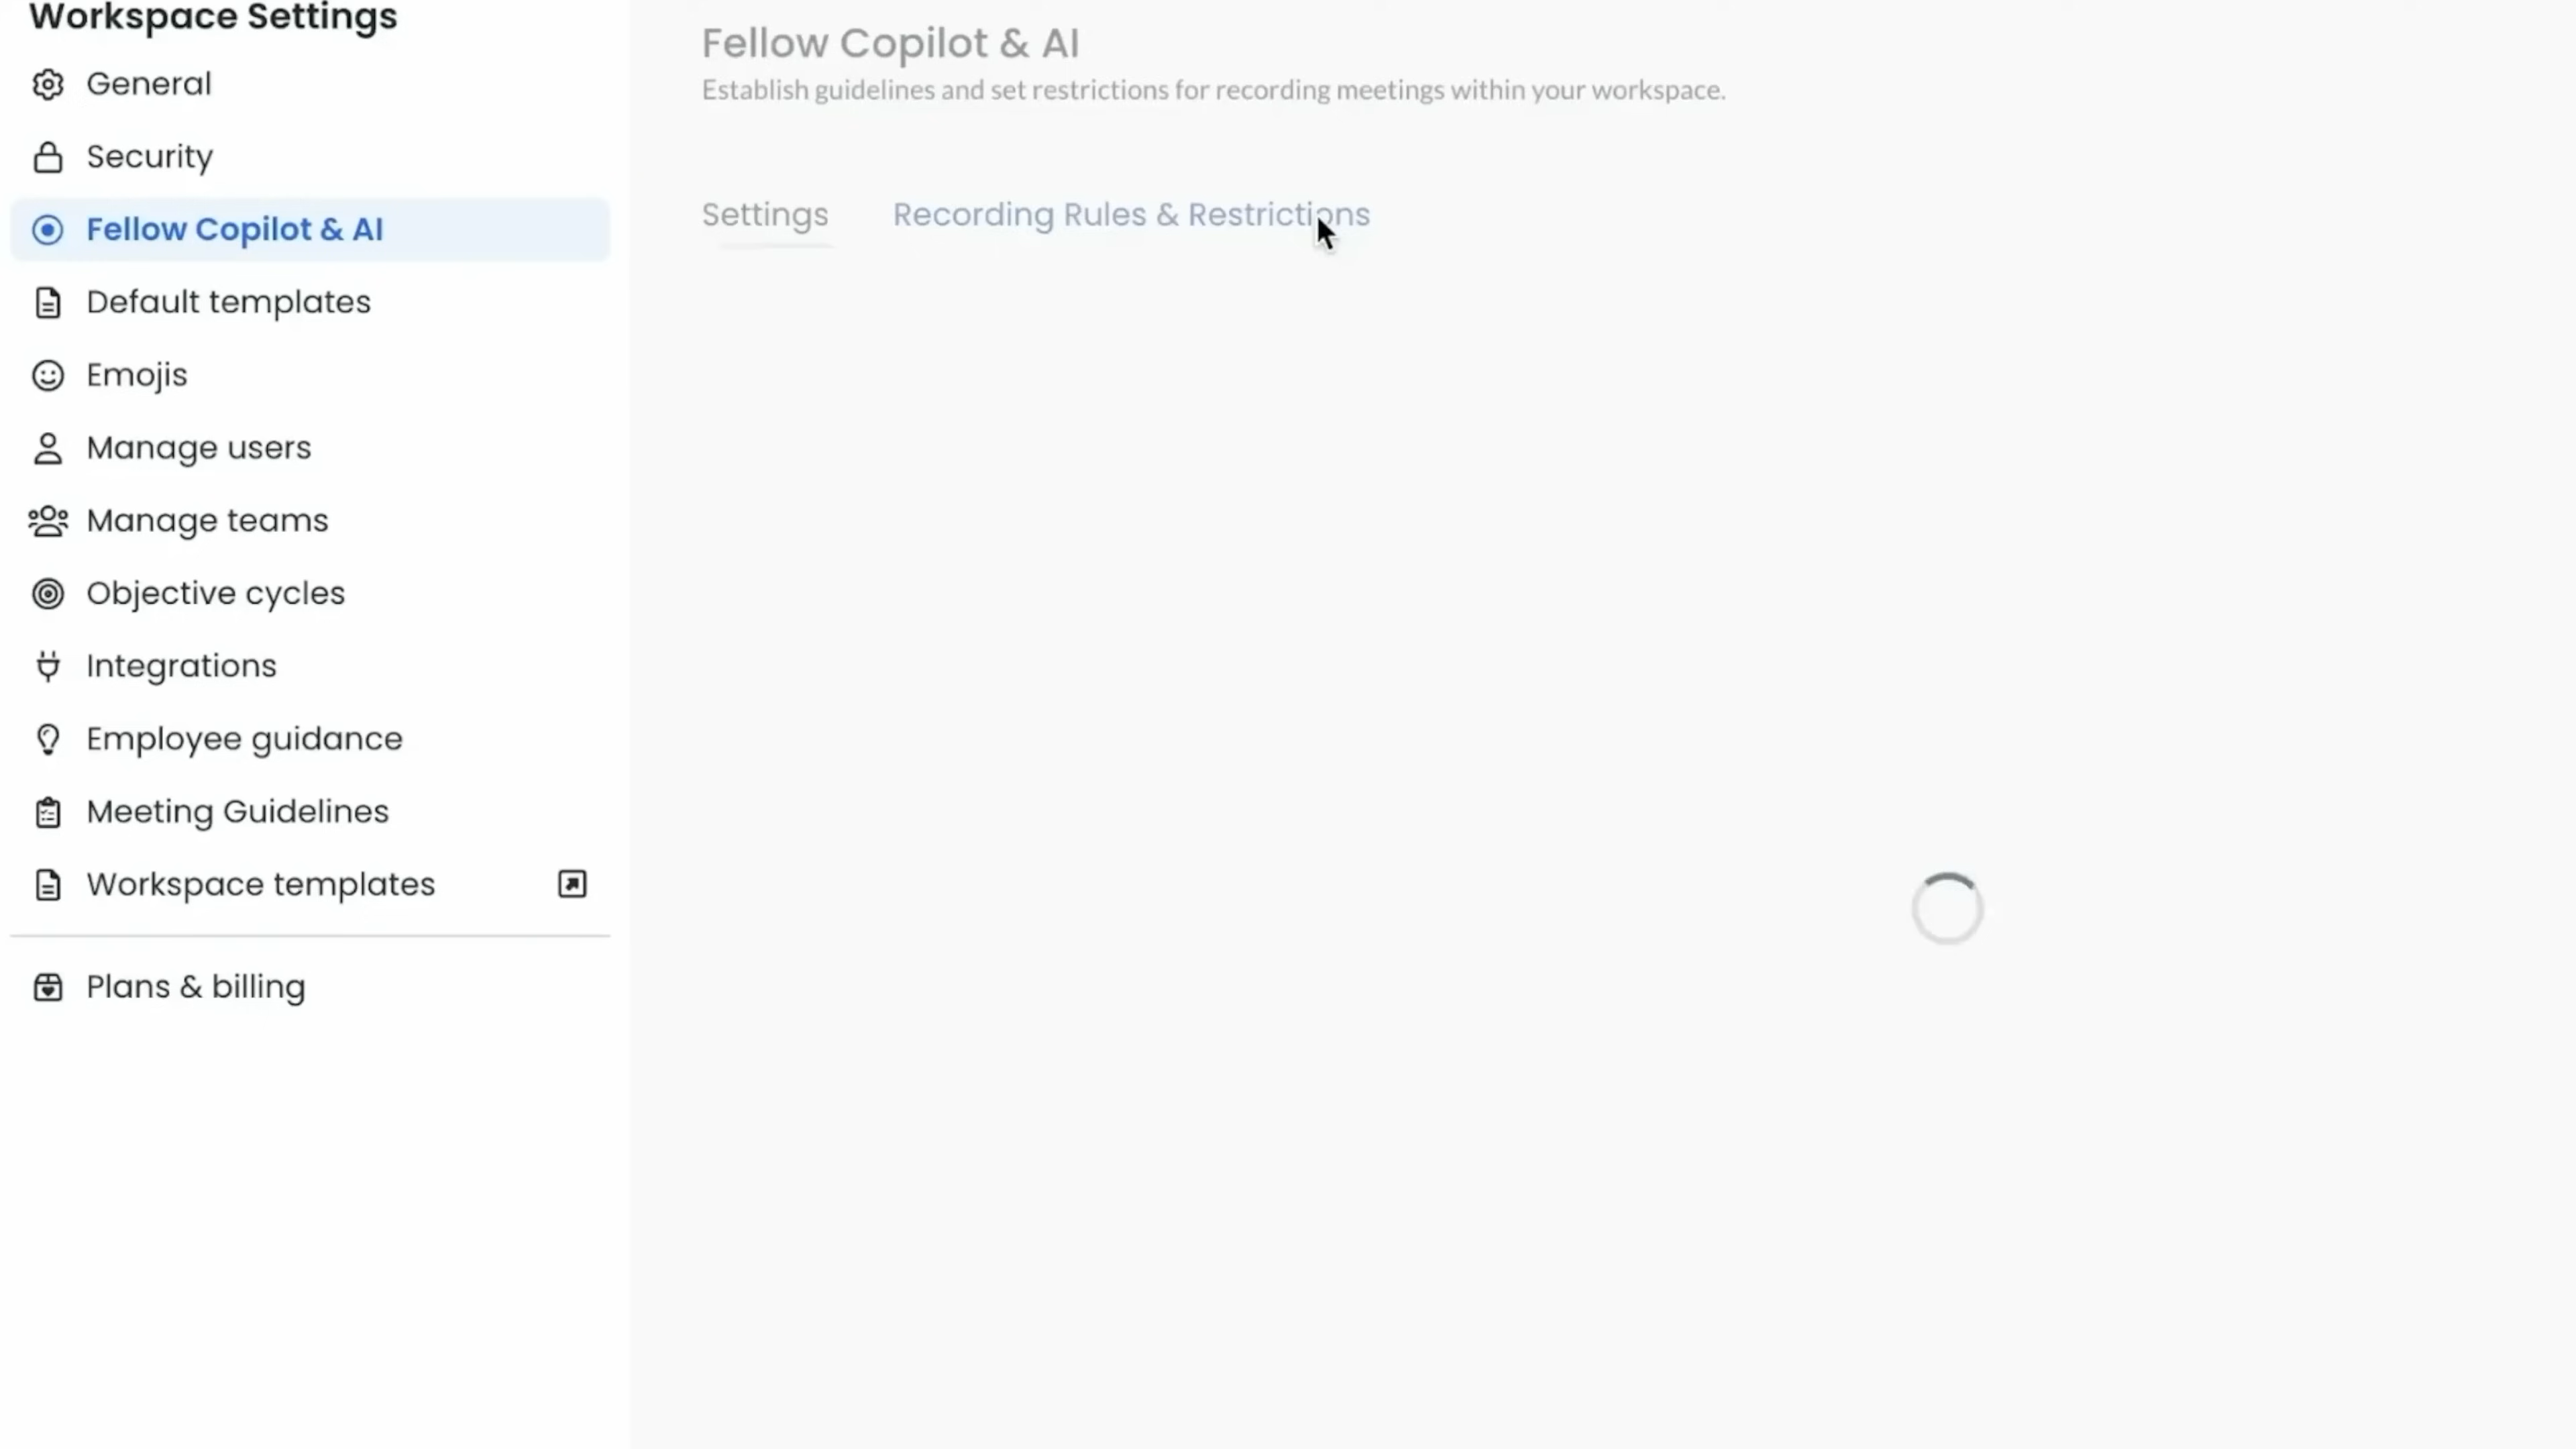 Workspace Settings
General
Security
Fellow Copilot & AI
Default templates
Emojis
Manage users
Manage teams
Objective cycles
Integrations
Employee guidance
Meeting Guidelines
Workspace templates
Plans & billing
Fellow Copilot & AI
Establish guidelines and set restrictions for recording meetings within your workspace.
Settings Recording Rules & Restrictions